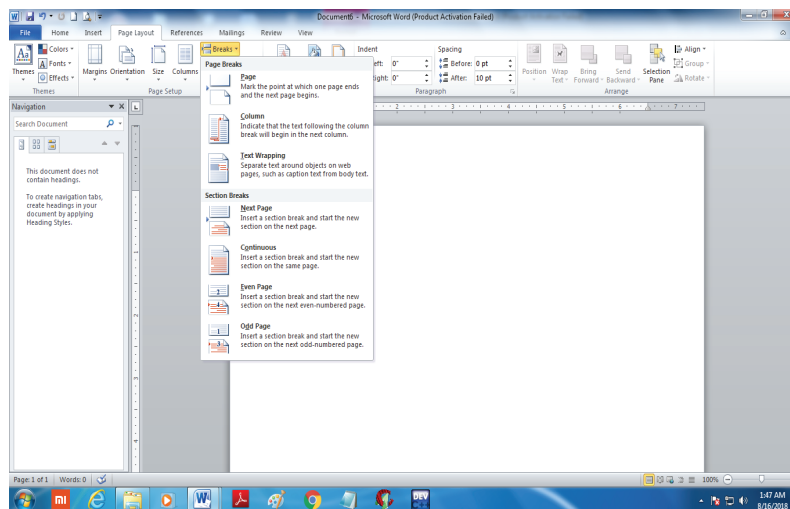 Document6 - Microsoft Word (Product Activation Failed)
File Home Insert Page Layout References Mailings Review View
Colors
Fonts
Effects
Themes
Margins Orientation Size Columns
Breaks
Indent Spacing
0" Before: 0 pt
0" After: 10 pt
Position Wrap Text Bring Forward Send Backward Selection Pane
Align
Group
Rotate
Themes Page Setup Paragraph Arrange
Page Breaks
Page
Mark the point at which one page ends
and the next page begins.
Column
Indicate that the text following the column
break will begin in the next column.
Text Wrapping
Separate text around objects on web
pages, such as caption text from body text.
Section Breaks
Next Page
Insert a section break and start the new
section on the next page.
Continuous
Insert a section break and start the new
section on the same page.
Even Page
Insert a section break and start the new
section on the next even-numbered page.
Odd Page
Insert a section break and start the new
section on the next odd-numbered page.
Navigation
Search Document
This document does not
contain headings.
To create navigation tabs,
create headings in your
document by applying
Heading Styles.
2 3 4 5 6 7
Page: 1 of 1 Words: 0 100%
mi DEV
1:47 AM
8/16/2018